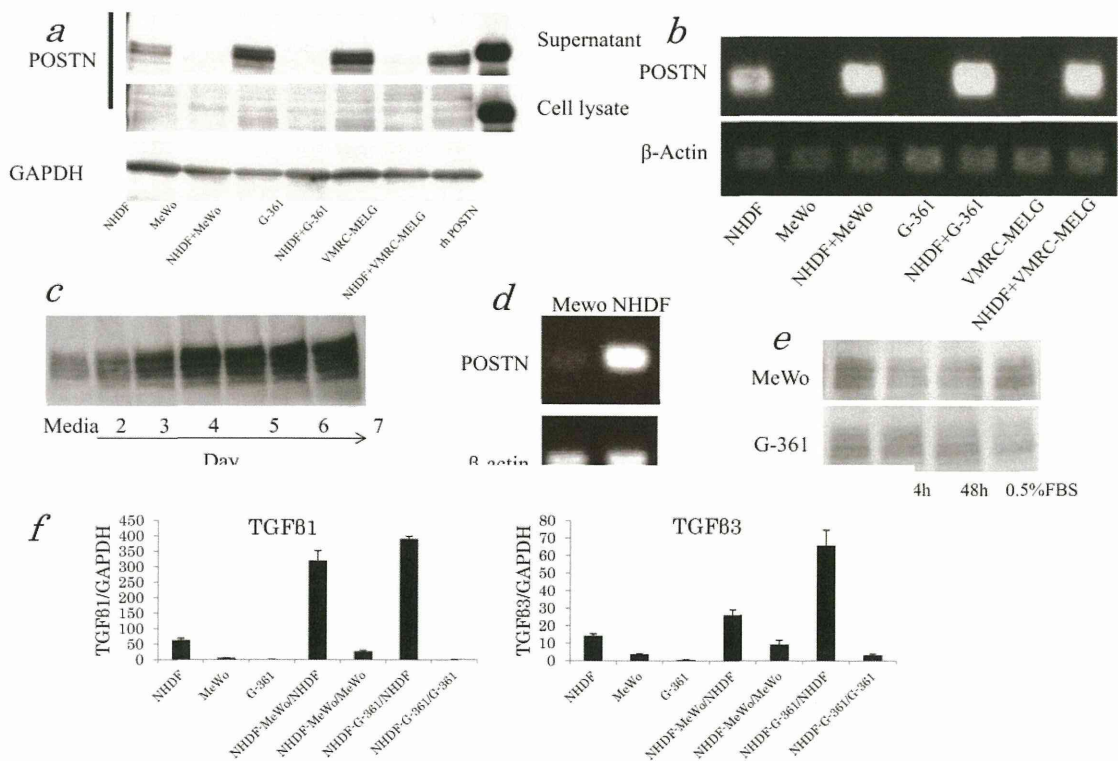 a
b
POSTN
Supernatant
Cell lysate
GAPDH
NHDF
MeWo
NHDF+MeWo
G-361
NHDF+G-361
VMRC-MELG
NHDF+VMRC-MELG
rh POSTN
POSTN
β-Actin
NHDF
MeWo
NHDF+MeWo
G-361
NHDF+G-361
VMRC-MELG
NHDF+VMRC-MELG
c
Media 2 3 4 5 6 7
Day
d
Mewo NHDF
POSTN
β-actin
e
MeWo
G-361
4h 48h 0.5%FBS
f
TGFβ1
TGFβ1/GAPDH
450
400
350
300
250
200
150
100
50
0
NHDF
MeWo
G-361
NHDF-MeWo/NHDF
NHDF-MeWo/MeWo
NHDF-G-361/NHDF
NHDF-G-361/G-361
TGFβ3
TGFβ3/GAPDH
80
70
60
50
40
30
20
10
0
NHDF
MeWo
G-361
NHDF-MeWo/NHDF
NHDF-MeWo/MeWo
NHDF-G-361/NHDF
NHDF-G-361/G-361